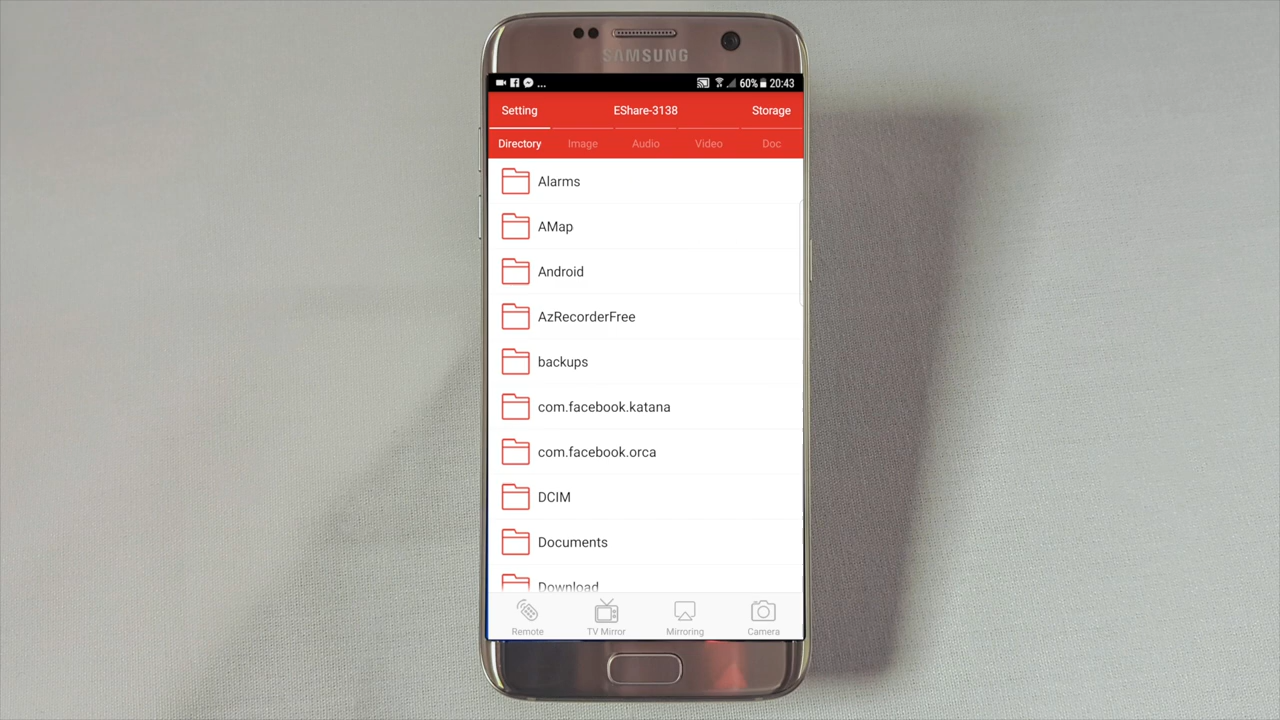 SAMSUNG
... 60% 20:43
Setting EShare-3138 Storage
Directory Image Audio Video Doc
Alarms
AMap
Android
AzRecorderFree
backups
com.facebook.katana
com.facebook.orca
DCIM
Documents
Download
Remote TV Mirror Mirroring Camera